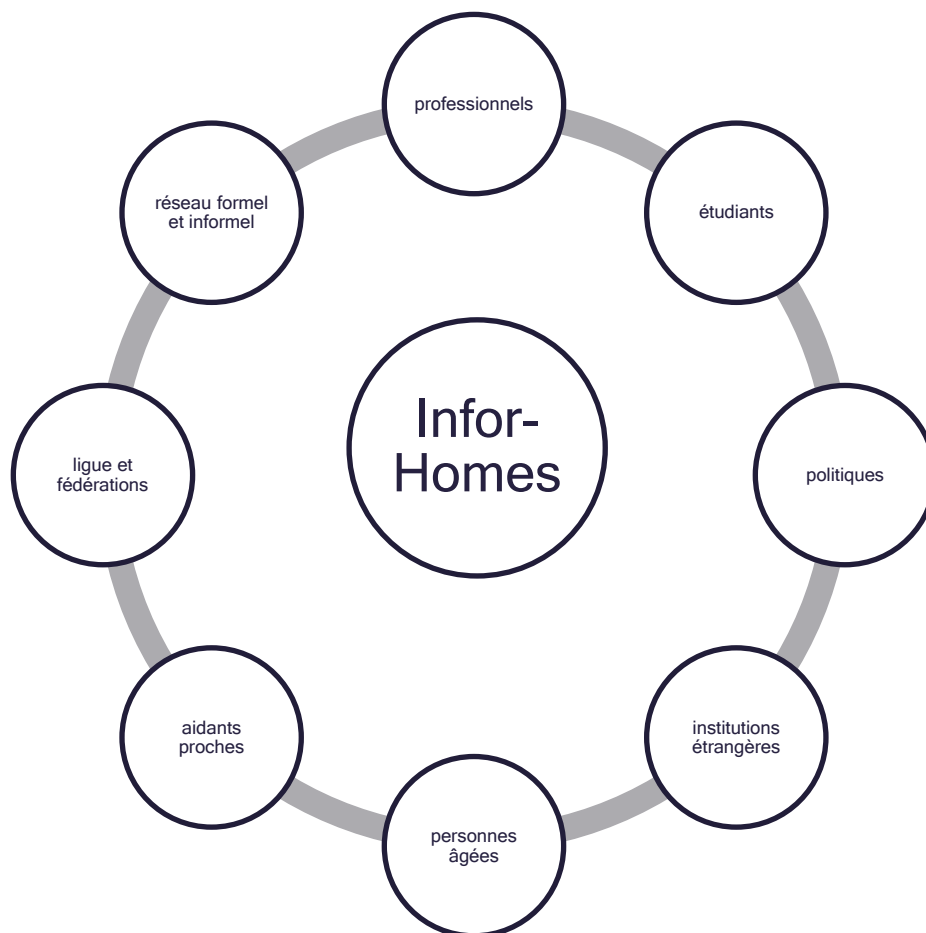 professionnels
étudiants
réseau formel
et informel
Infor-
Homes
politiques
ligue et
fédérations
institutions
étrangères
aidants
proches
personnes
âgées